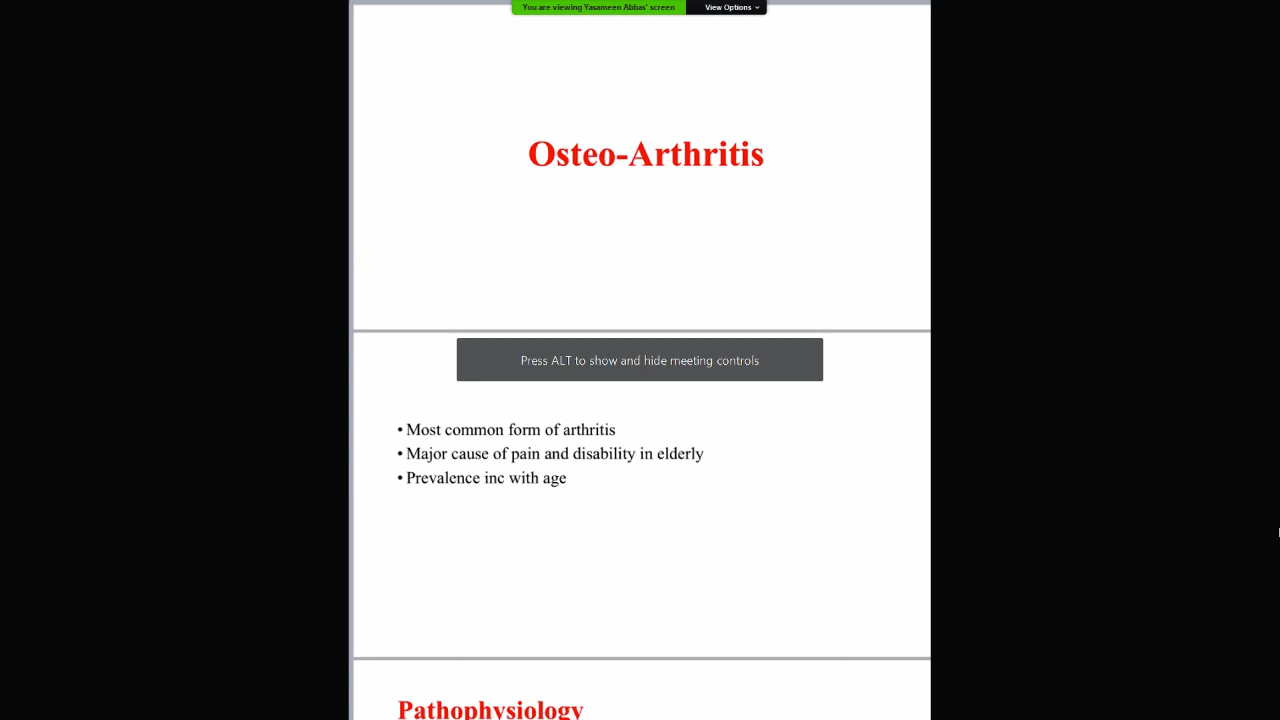 You are viewing Yasameen Abbas' screen View Options
Osteo-Arthritis
Press ALT to show and hide meeting controls
• Most common form of arthritis
• Major cause of pain and disability in elderly
• Prevalence inc with age
Pathophysiology